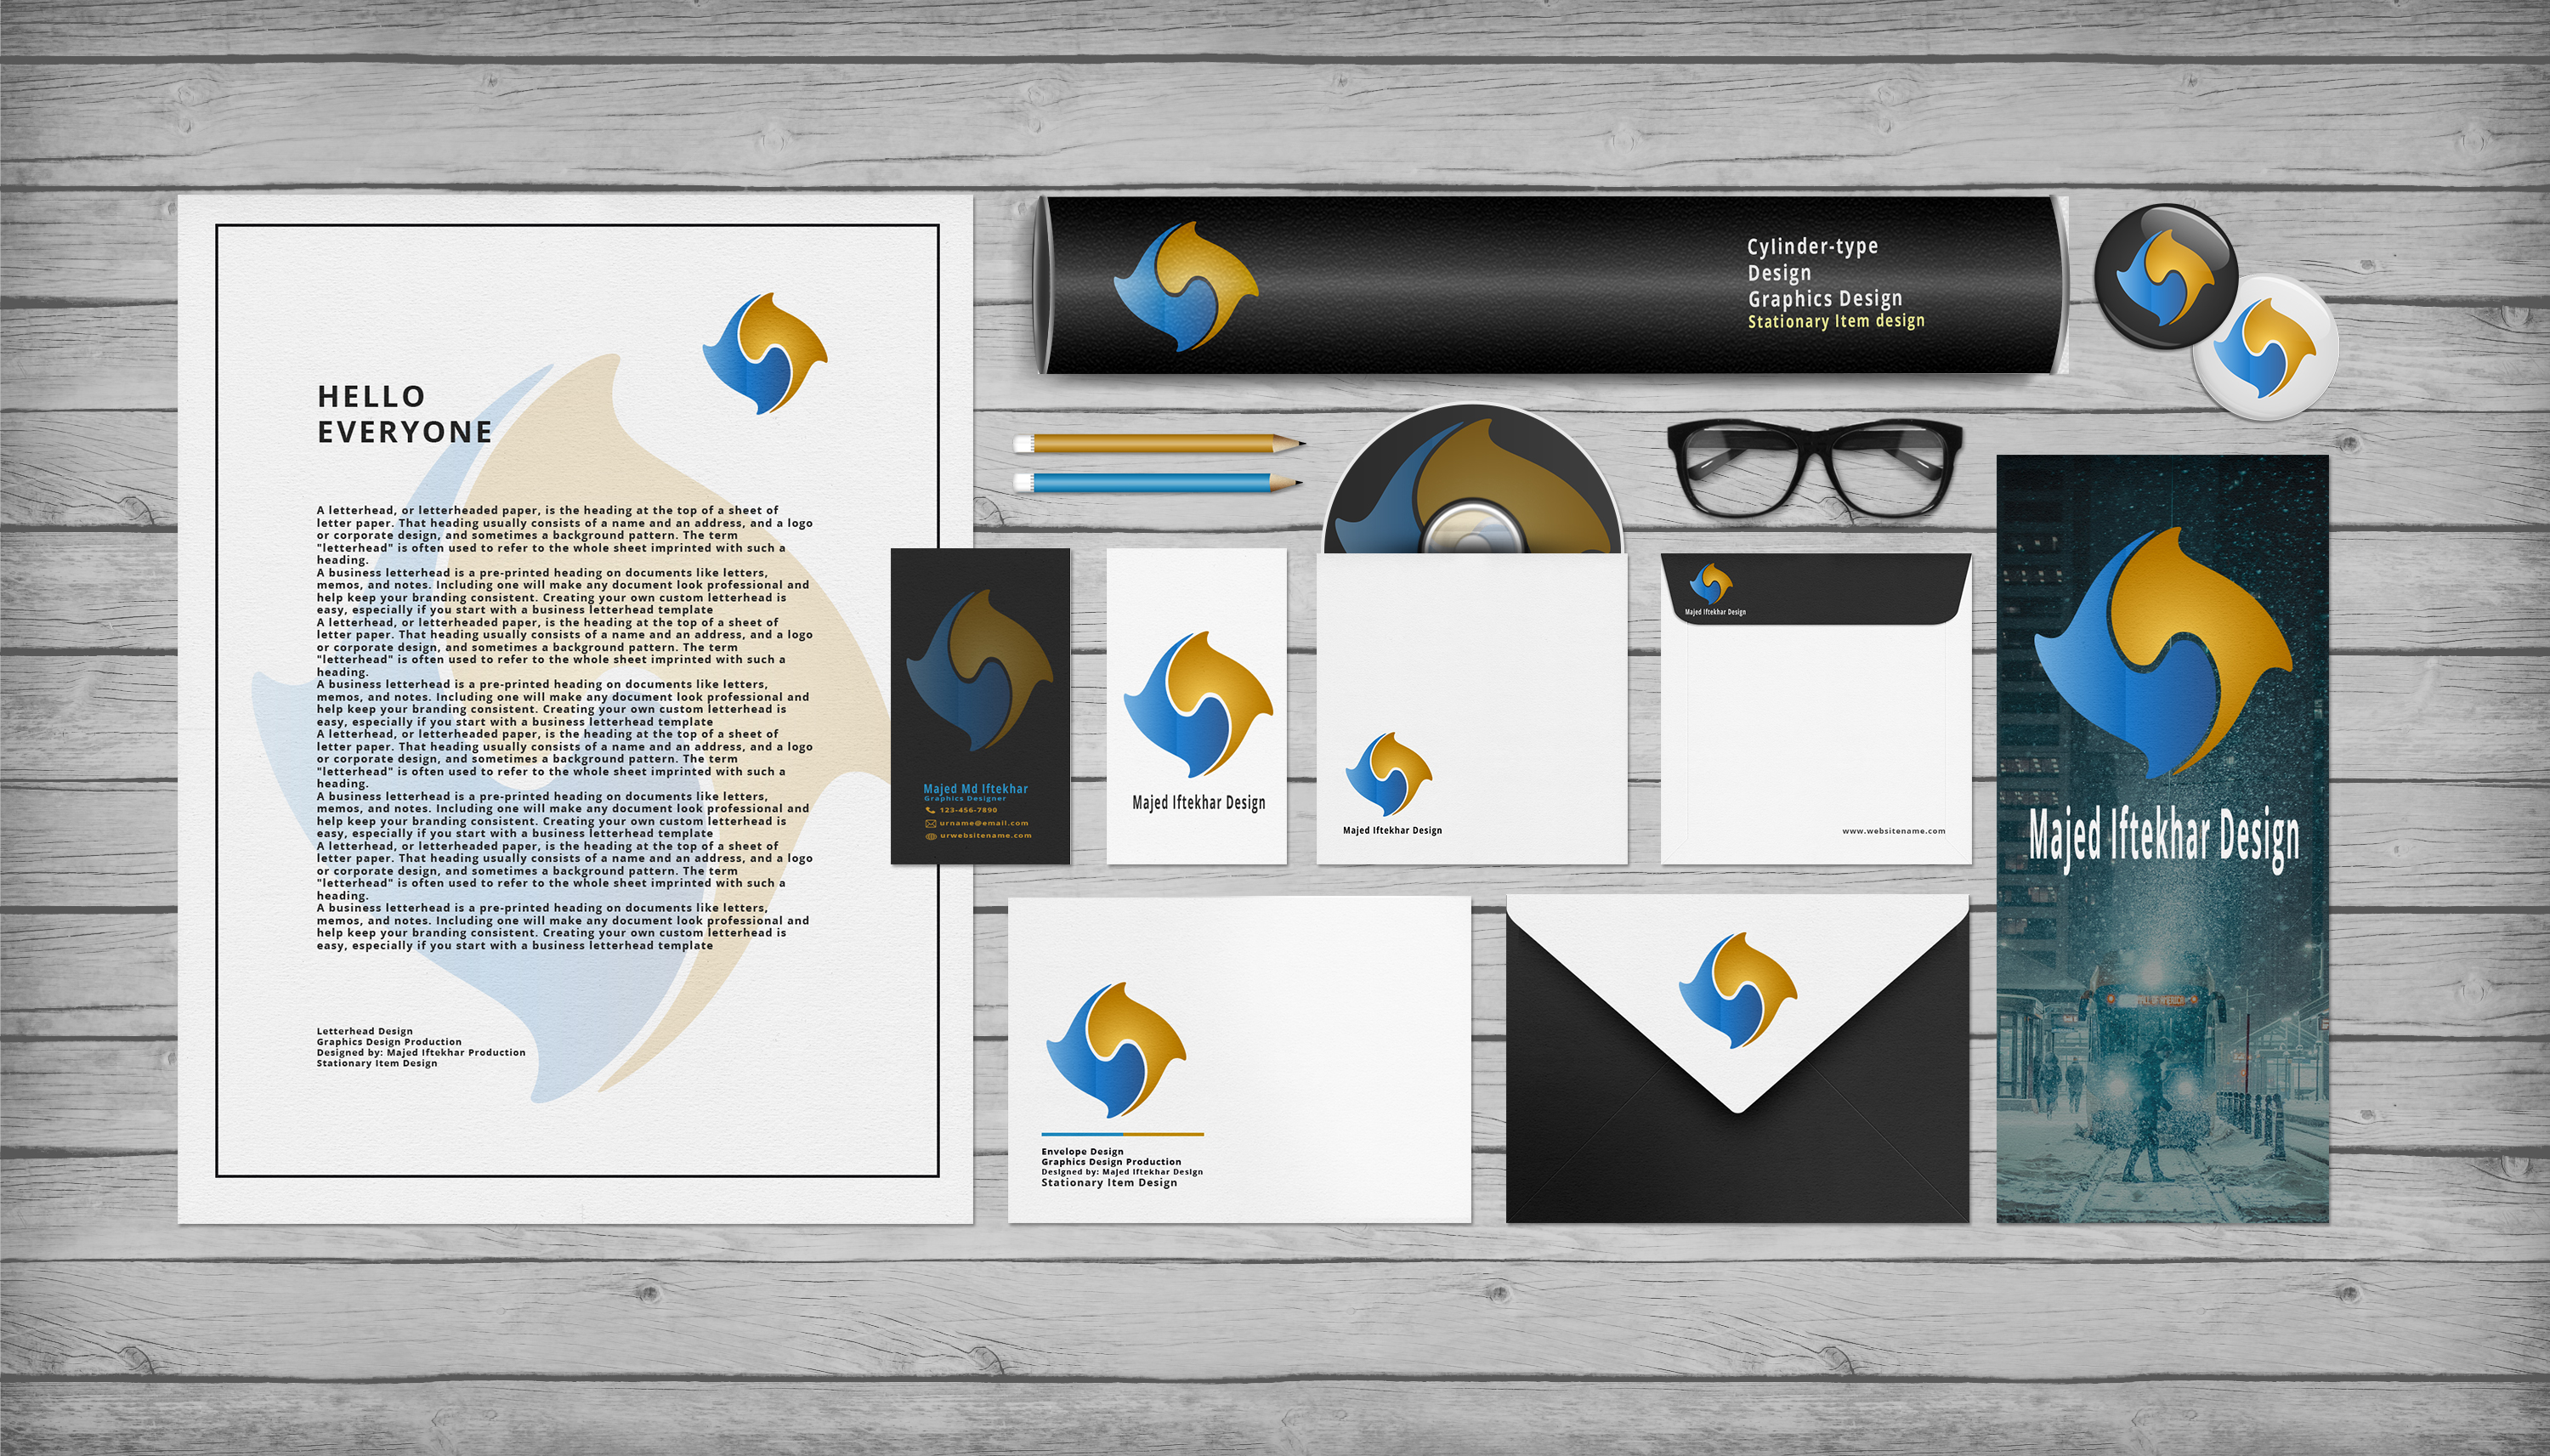 HELLO
EVERYONE
A letterhead, or letterheaded paper, is the heading at the top of a sheet of
letter paper. That heading usually consists of a name and an address, and a logo
or corporate design, and sometimes a background pattern. The term
"letterhead" is often used to refer to the whole sheet imprinted with such a
heading.
A business letterhead is a pre-printed heading on documents like letters,
memos, and notes. Including one will make any document look professional and
help keep your branding consistent. Creating your own custom letterhead is
easy, especially if you start with a business letterhead template
A letterhead, or letterheaded paper, is the heading at the top of a sheet of
letter paper. That heading usually consists of a name and an address, and a logo
or corporate design, and sometimes a background pattern. The term
"letterhead" is often used to refer to the whole sheet imprinted with such a
heading.
A business letterhead is a pre-printed heading on documents like letters,
memos, and notes. Including one will make any document look professional and
help keep your branding consistent. Creating your own custom letterhead is
easy, especially if you start with a business letterhead template
A letterhead, or letterheaded paper, is the heading at the top of a sheet of
letter paper. That heading usually consists of a name and an address, and a logo
or corporate design, and sometimes a background pattern. The term
"letterhead" is often used to refer to the whole sheet imprinted with such a
heading.
A business letterhead is a pre-printed heading on documents like letters,
memos, and notes. Including one will make any document look professional and
help keep your branding consistent. Creating your own custom letterhead is
easy, especially if you start with a business letterhead template
A letterhead, or letterheaded paper, is the heading at the top of a sheet of
letter paper. That heading usually consists of a name and an address, and a logo
or corporate design, and sometimes a background pattern. The term
"letterhead" is often used to refer to the whole sheet imprinted with such a
heading.
A business letterhead is a pre-printed heading on documents like letters,
memos, and notes. Including one will make any document look professional and
help keep your branding consistent. Creating your own custom letterhead is
easy, especially if you start with a business letterhead template
Letterhead Design
Graphics Design Production
Designed by: Majed Iftekhar Production
Stationary Item Design
Cylinder-type
Design
Graphics Design
Stationary Item design
Majed Md Iftekhar
Graphics Designer
123-456-7890
urname@email.com
urwebsitename.com
Majed Iftekhar Design
Majed Iftekhar Design
Majed Iftekhar Design
www.websitename.com
Majed Iftekhar Design
OF AMERICA
Envelope Design
Graphics Design Production
Designed by: Majed Iftekhar Design
Stationary Item Design